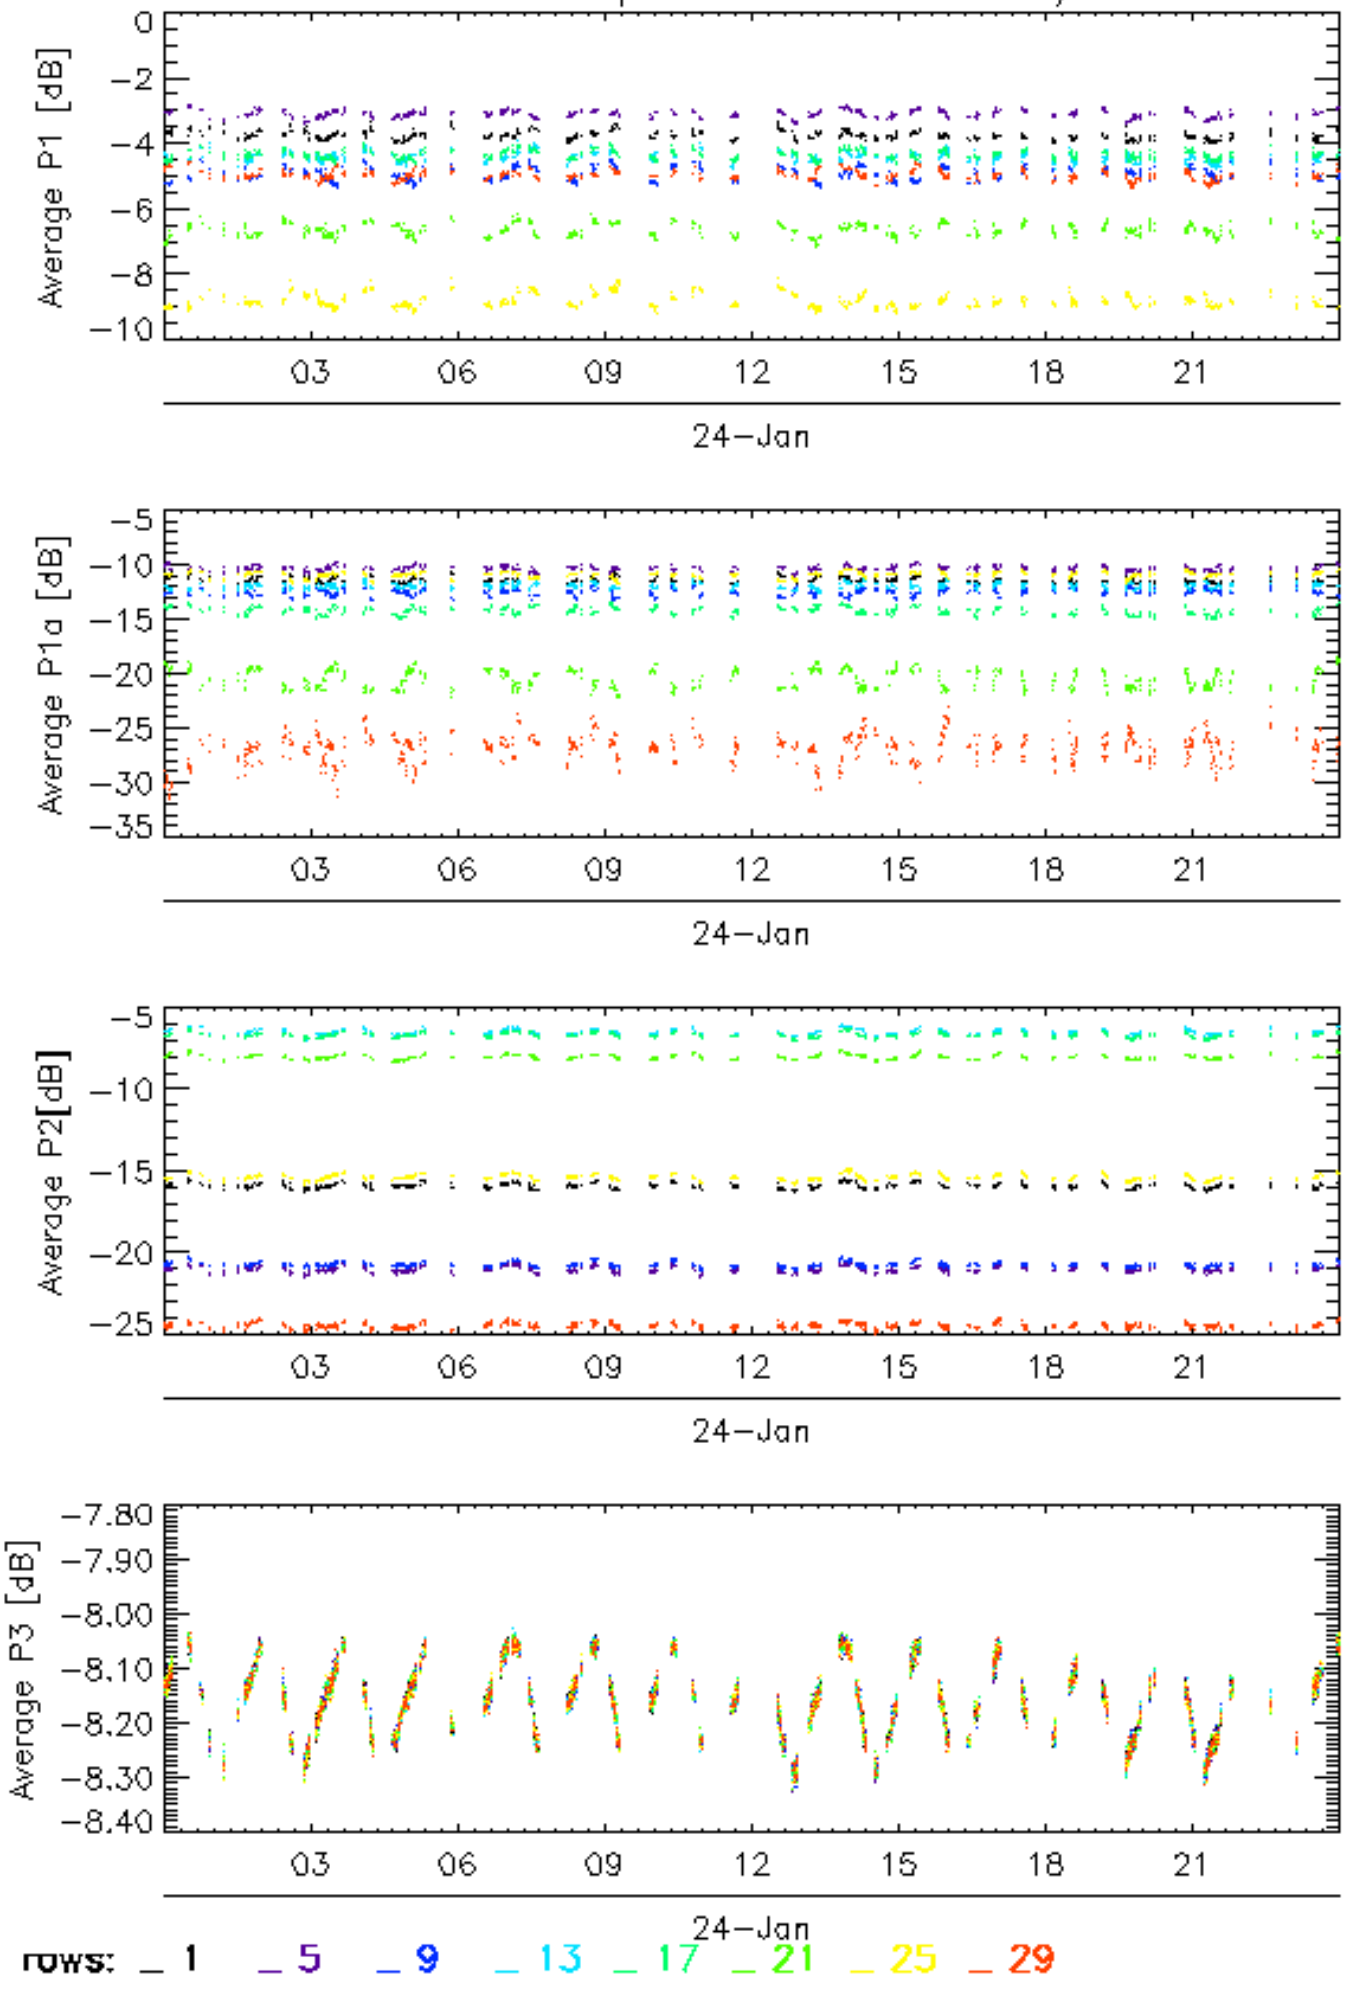 0
−2
−4
−6
−8
−10
Average P1 [dB]
03 06 09 12 15 18 21
24−Jan
−5
−10
−15
−20
−25
−30
−35
Average P1a [dB]
03 06 09 12 15 18 21
24−Jan
−5
−10
−15
−20
−25
Average P2[dB]
03 06 09 12 15 18 21
24−Jan
−7.80
−7.90
−8.00
−8.10
−8.20
−8.30
−8.40
Average P3 [dB]
03 06 09 12 15 18 21
24−Jan
rows: _ 1 _ 5 _ 9 _ 13 _ 17 _ 21 _ 25 _ 29